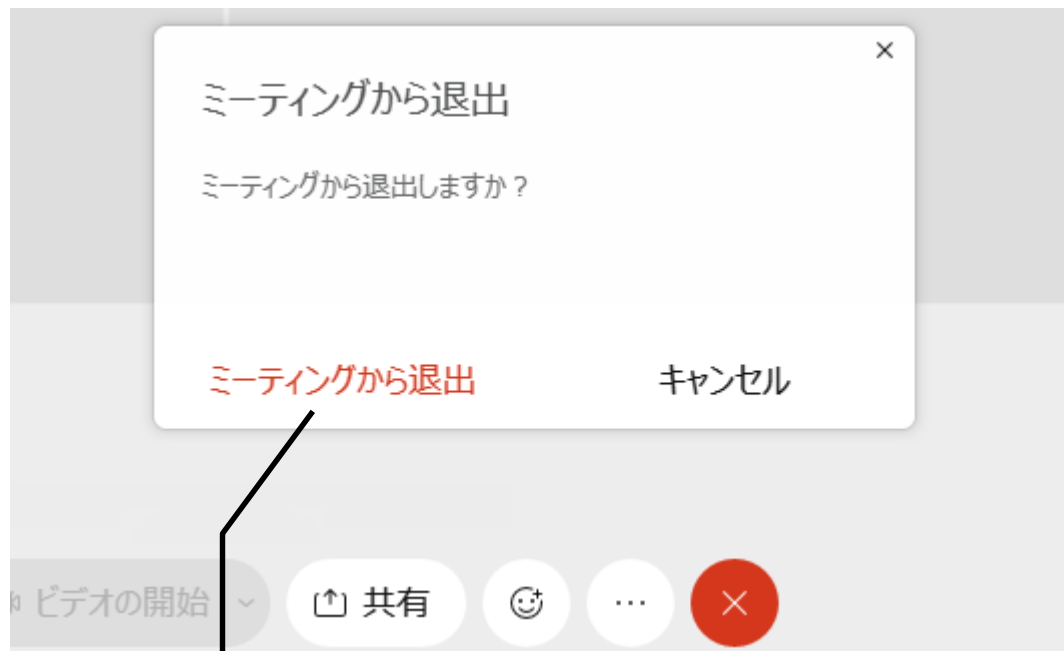 ミーティングから退出
ミーティングから退出しますか？
ミーティングから退出 キャンセル
ビデオの開始 共有